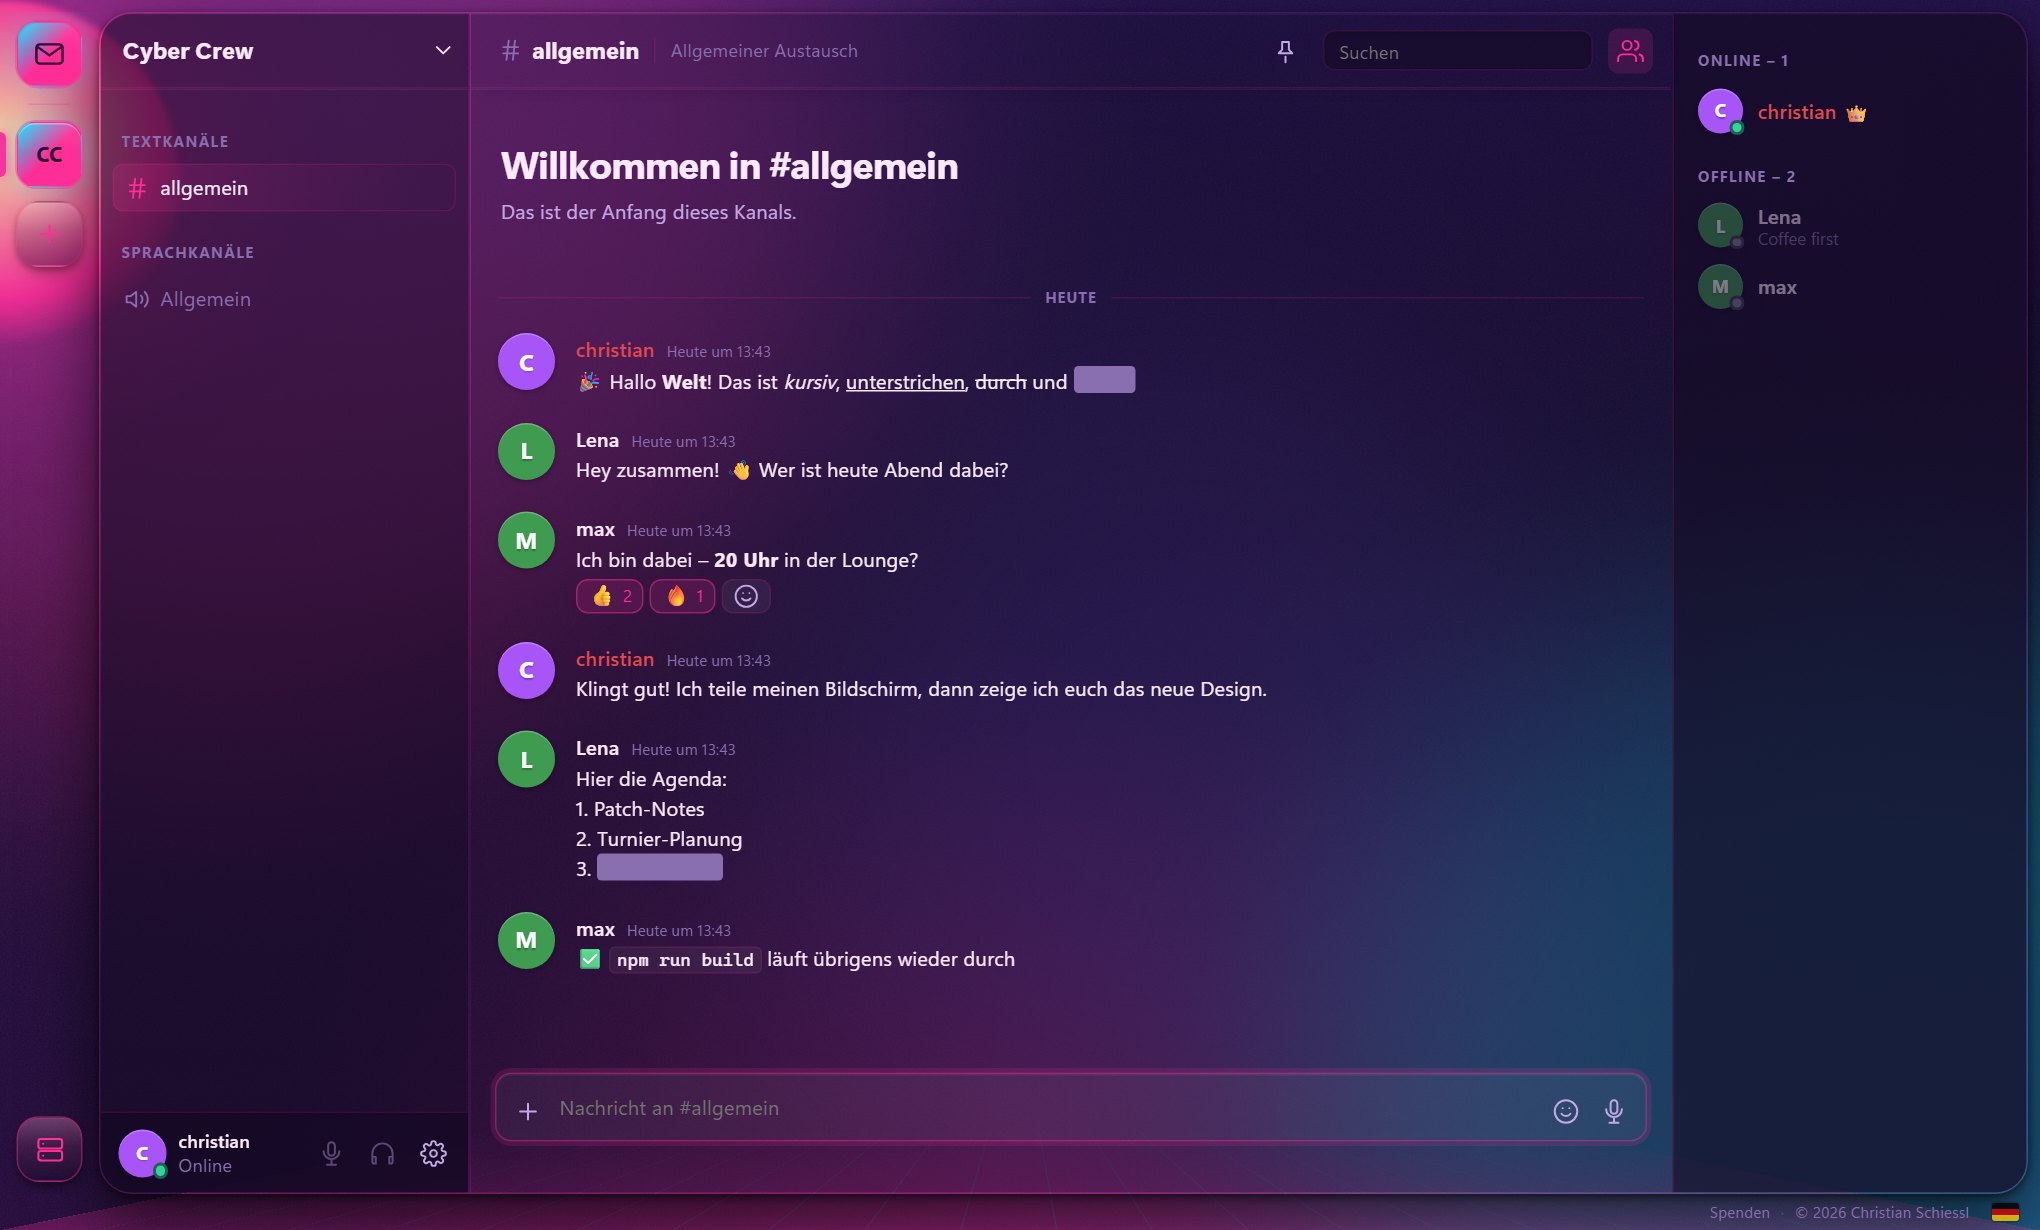 Cyber Crew
CC
TEXTKANÄLE
# allgemein
SPRACHKANÄLE
Allgemein
C
christian
Online
# allgemein
Allgemeiner Austausch
Suchen
Willkommen in #allgemein
Das ist der Anfang dieses Kanals.
HEUTE
C
christian Heute um 13:43
🎉 Hallo Welt! Das ist kursiv, unterstrichen, durch und
L
Lena Heute um 13:43
Hey zusammen! 👋 Wer ist heute Abend dabei?
M
max Heute um 13:43
Ich bin dabei – 20 Uhr in der Lounge?
👍 2 🔥 1
C
christian Heute um 13:43
Klingt gut! Ich teile meinen Bildschirm, dann zeige ich euch das neue Design.
L
Lena Heute um 13:43
Hier die Agenda:
1. Patch-Notes
2. Turnier-Planung
3.
M
max Heute um 13:43
✅ npm run build läuft übrigens wieder durch
Nachricht an #allgemein
ONLINE – 1
C
christian 👑
OFFLINE – 2
L
Lena
Coffee first
M
max
Spenden · © 2026 Christian Schiessl